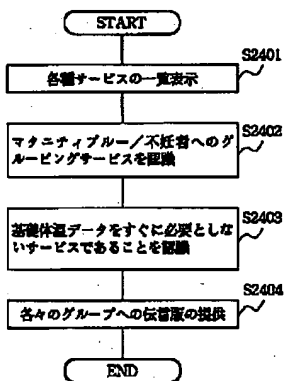 START
S2401
各種サービスの一覧表示
S2402
マタニティブルー／不妊者へのグ
ルーピングサービスを認識
S2403
基礎体温データをすぐに必要としな
いサービスであることを認識
S2404
各々のグループへの伝言版の提供
END